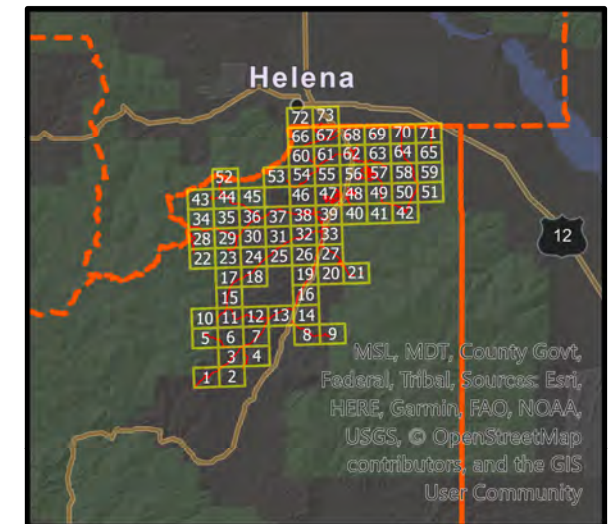 Helena
72 73
66 67 68 69 70 71
60 61 62 63 64 65
52 53 54 55 56 57 58 59
43 44 45 46 47 48 49 50 51
34 35 36 37 38 39 40 41 42
12
28 29 30 31 32 33
22 23 24 25 26 27
17 18 19 20 21
15 16
10 11 12 13 14
5 6 7 8 9
3 4
1 2
MSL, MDT, County Govt,
Federal, Tribal, Sources: Esri,
HERE, Garmin, FAO, NOAA,
USGS, © OpenStreetMap
contributors, and the GIS
User Community